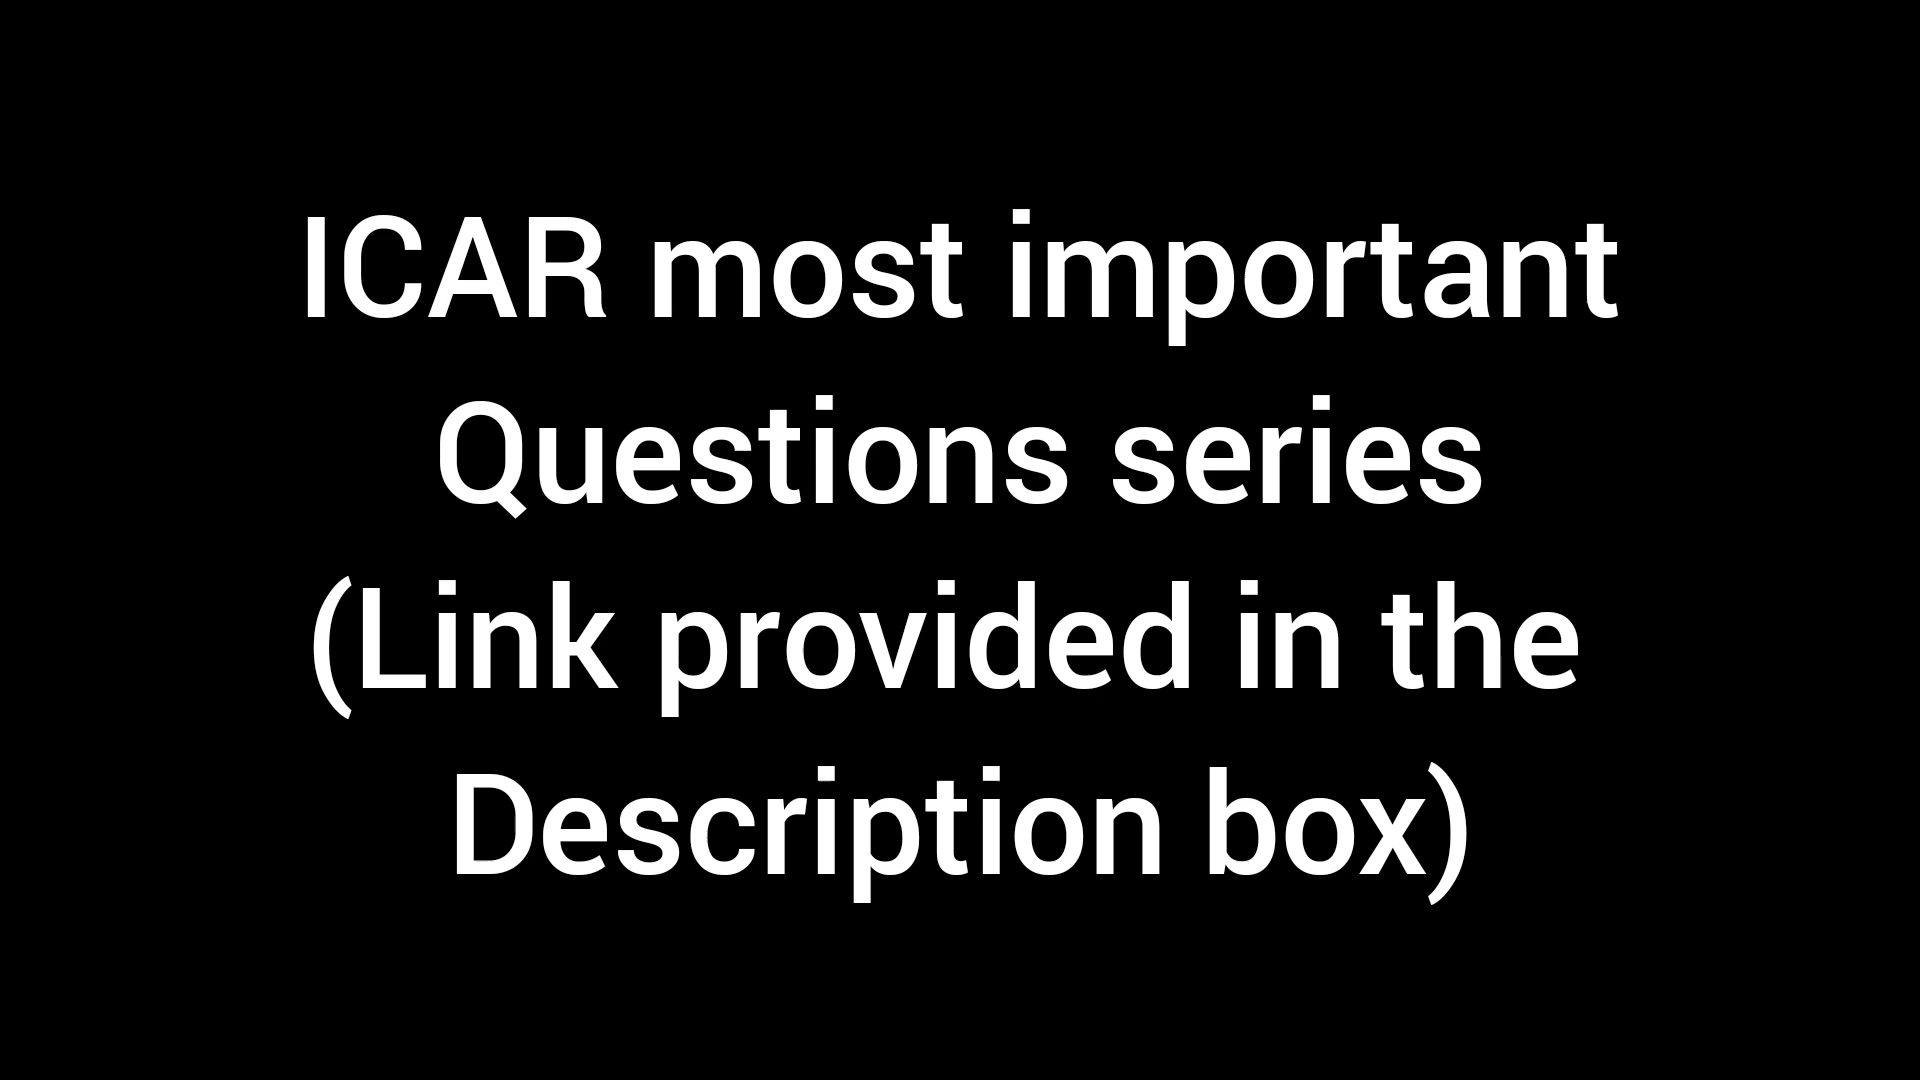 ICAR most important
Questions series
(Link provided in the
Description box)